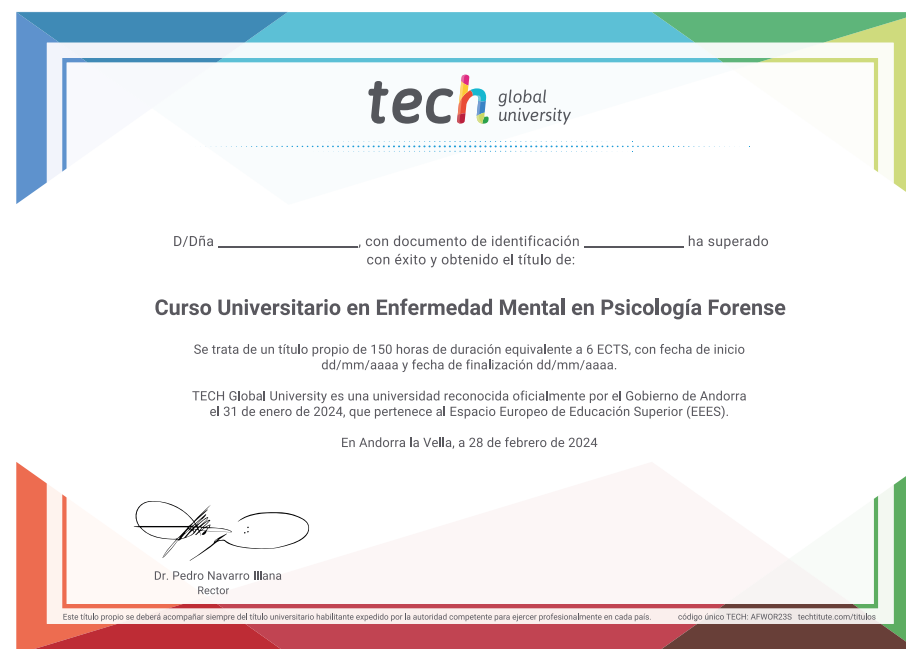 tech global university
D/Dña ____________________, con documento de identificación ______________ ha superado
con éxito y obtenido el título de:
Curso Universitario en Enfermedad Mental en Psicología Forense
Se trata de un título propio de 150 horas de duración equivalente a 6 ECTS, con fecha de inicio
dd/mm/aaaa y fecha de finalización dd/mm/aaaa.
TECH Global University es una universidad reconocida oficialmente por el Gobierno de Andorra
el 31 de enero de 2024, que pertenece al Espacio Europeo de Educación Superior (EEES).
En Andorra la Vella, a 28 de febrero de 2024
Dr. Pedro Navarro Illana
Rector
Este título propio se deberá acompañar siempre del título universitario habilitante expedido por la autoridad competente para ejercer profesionalmente en cada país. código único TECH: AFWOR23S techtitute.com/titulos